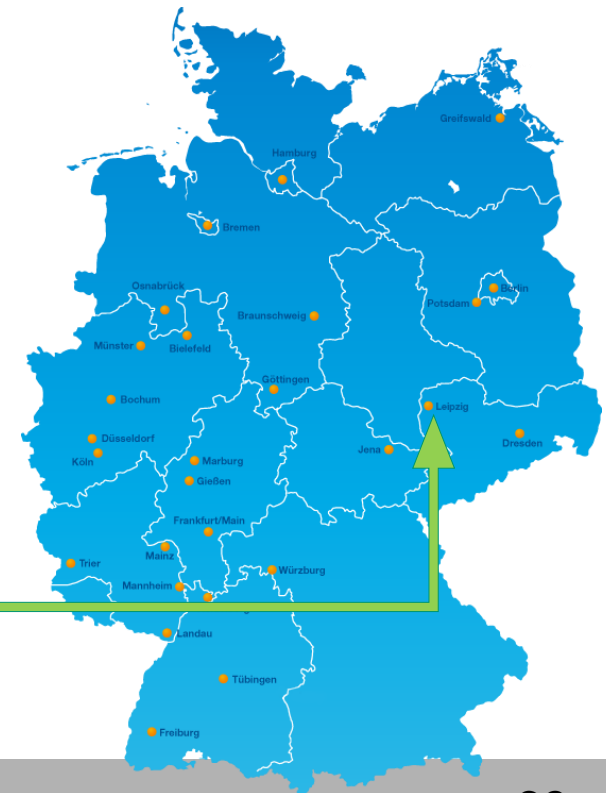 Greifswald
Hamburg
Bremen
Berlin
Osnabrück
Potsdam
Braunschweig
Münster
Bielefeld
Göttingen
Bochum
Leipzig
Düsseldorf
Dresden
Jena
Köln
Marburg
Gießen
Frankfurt/Main
Mainz
Trier
Würzburg
Mannheim
Landau
Tübingen
Freiburg